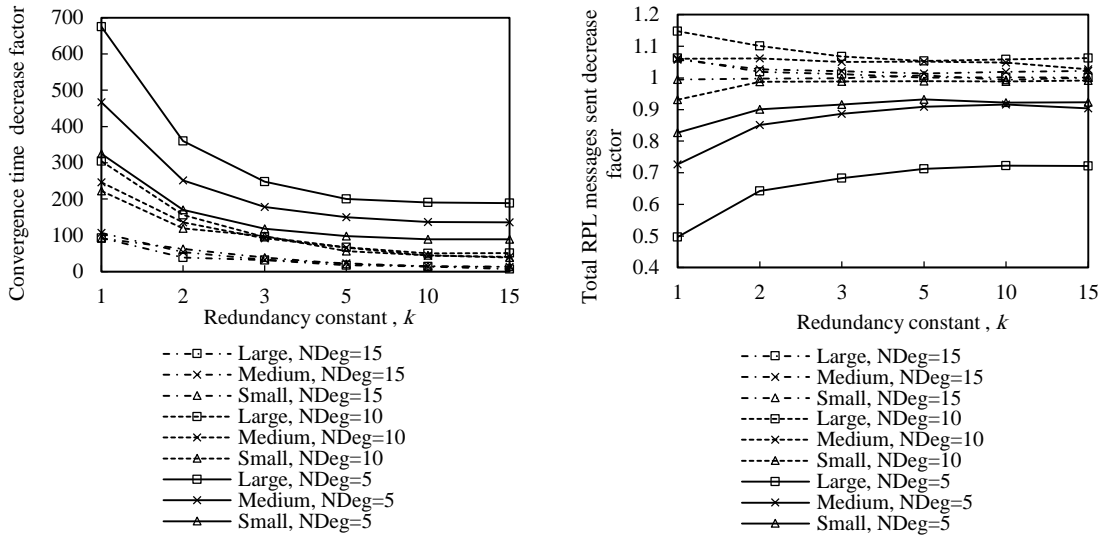 Convergence time decrease factor
700
600
500
400
300
200
100
0
1 2 3 5 10 15
Redundancy constant , k
Large, NDeg=15
Medium, NDeg=15
Small, NDeg=15
Large, NDeg=10
Medium, NDeg=10
Small, NDeg=10
Large, NDeg=5
Medium, NDeg=5
Small, NDeg=5
Total RPL messages sent decrease
factor
1.2
1.1
1
0.9
0.8
0.7
0.6
0.5
0.4
1 2 3 5 10 15
Redundancy constant , k
Large, NDeg=15
Medium, NDeg=15
Small, NDeg=15
Large, NDeg=10
Medium, NDeg=10
Small, NDeg=10
Large, NDeg=5
Medium, NDeg=5
Small, NDeg=5